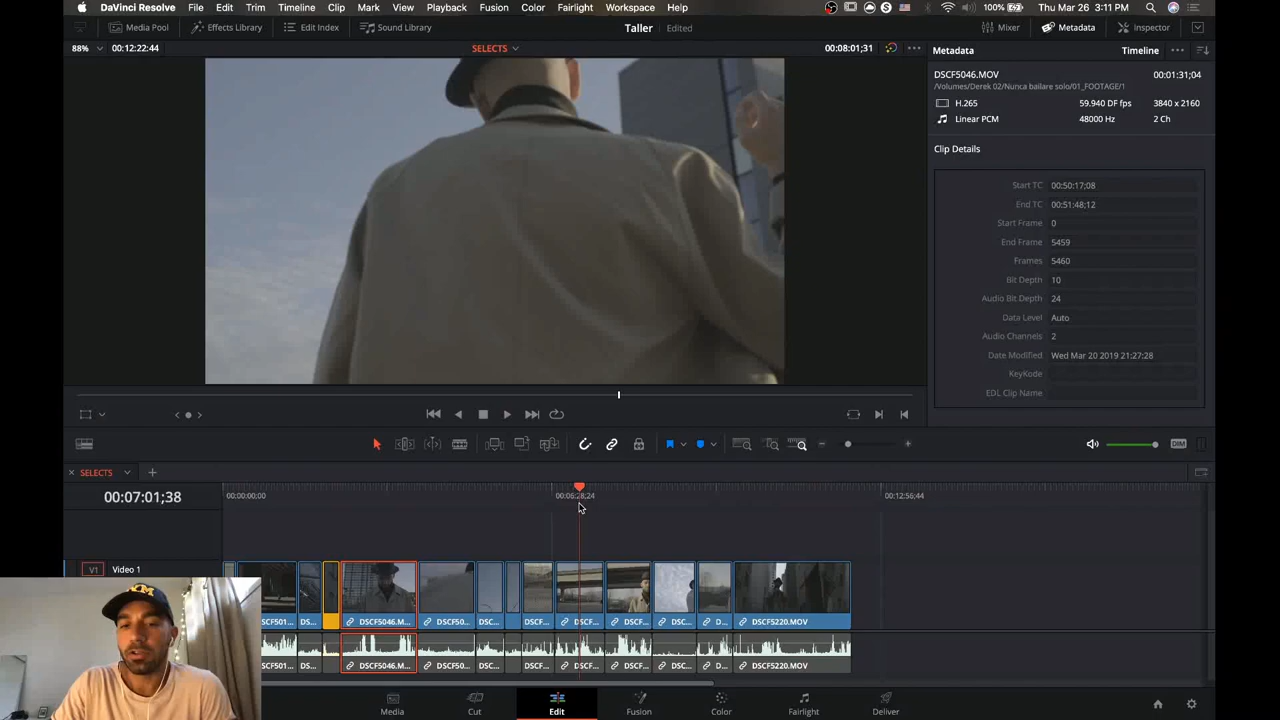 DaVinci Resolve File Edit Trim Timeline Clip Mark View Playback Fusion Color Fairlight Workspace Help 100% Thu Mar 26 3:11 PM
Media Pool Effects Library Edit Index Sound Library Taller Edited Mixer Metadata Inspector
88% 00:12:22:44 SELECTS 00:08:01;31 Metadata Timeline
DSCF5046.MOV 00:01:31;04
/Volumes/Derek 02/Nunca bailare solo/01_FOOTAGE/1
H.265 59.940 DF fps 3840 x 2160
Linear PCM 48000 Hz 2 Ch
Clip Details
Start TC 00:50:17;08
End TC 00:51:48;12
Start Frame 0
End Frame 5459
Frames 5460
Bit Depth 10
Audio Bit Depth 24
Data Level Auto
Audio Channels 2
Date Modified Wed Mar 20 2019 21:27:28
KeyKode
EDL Clip Name
DIM
SELECTS
00:07:01;38 00:00:00;00 00:06:28;24 00:12:56;44
V1 Video 1
DSCF501... DS... DSCF5046.M... DSCF50... DSC... DSCF... DSCF... DSCF... DSC... D... DSCF5220.MOV
DSCF501... DS... DSCF5046.M... DSCF50... DSC... DSCF... DSCF... DSCF... DSC... D... DSCF5220.MOV
Media Cut Edit Fusion Color Fairlight Deliver